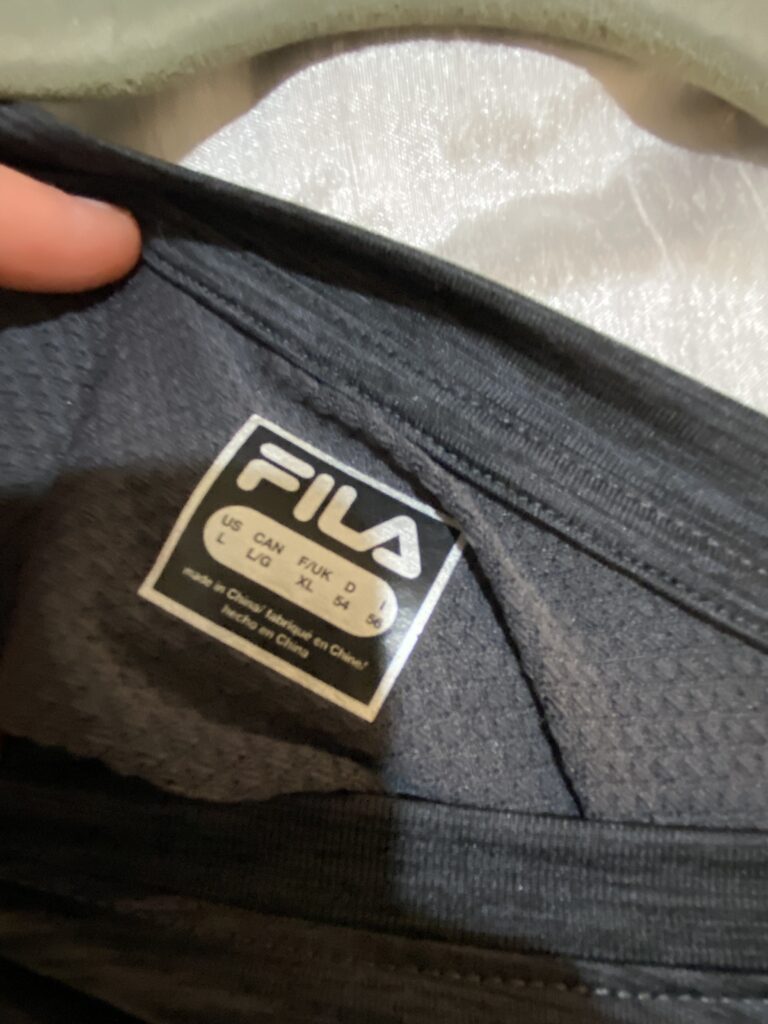 FILA
US CAN F/UK D I
L L/G XL 54 56
made in China/ fabriqué en Chine/
hecho en China